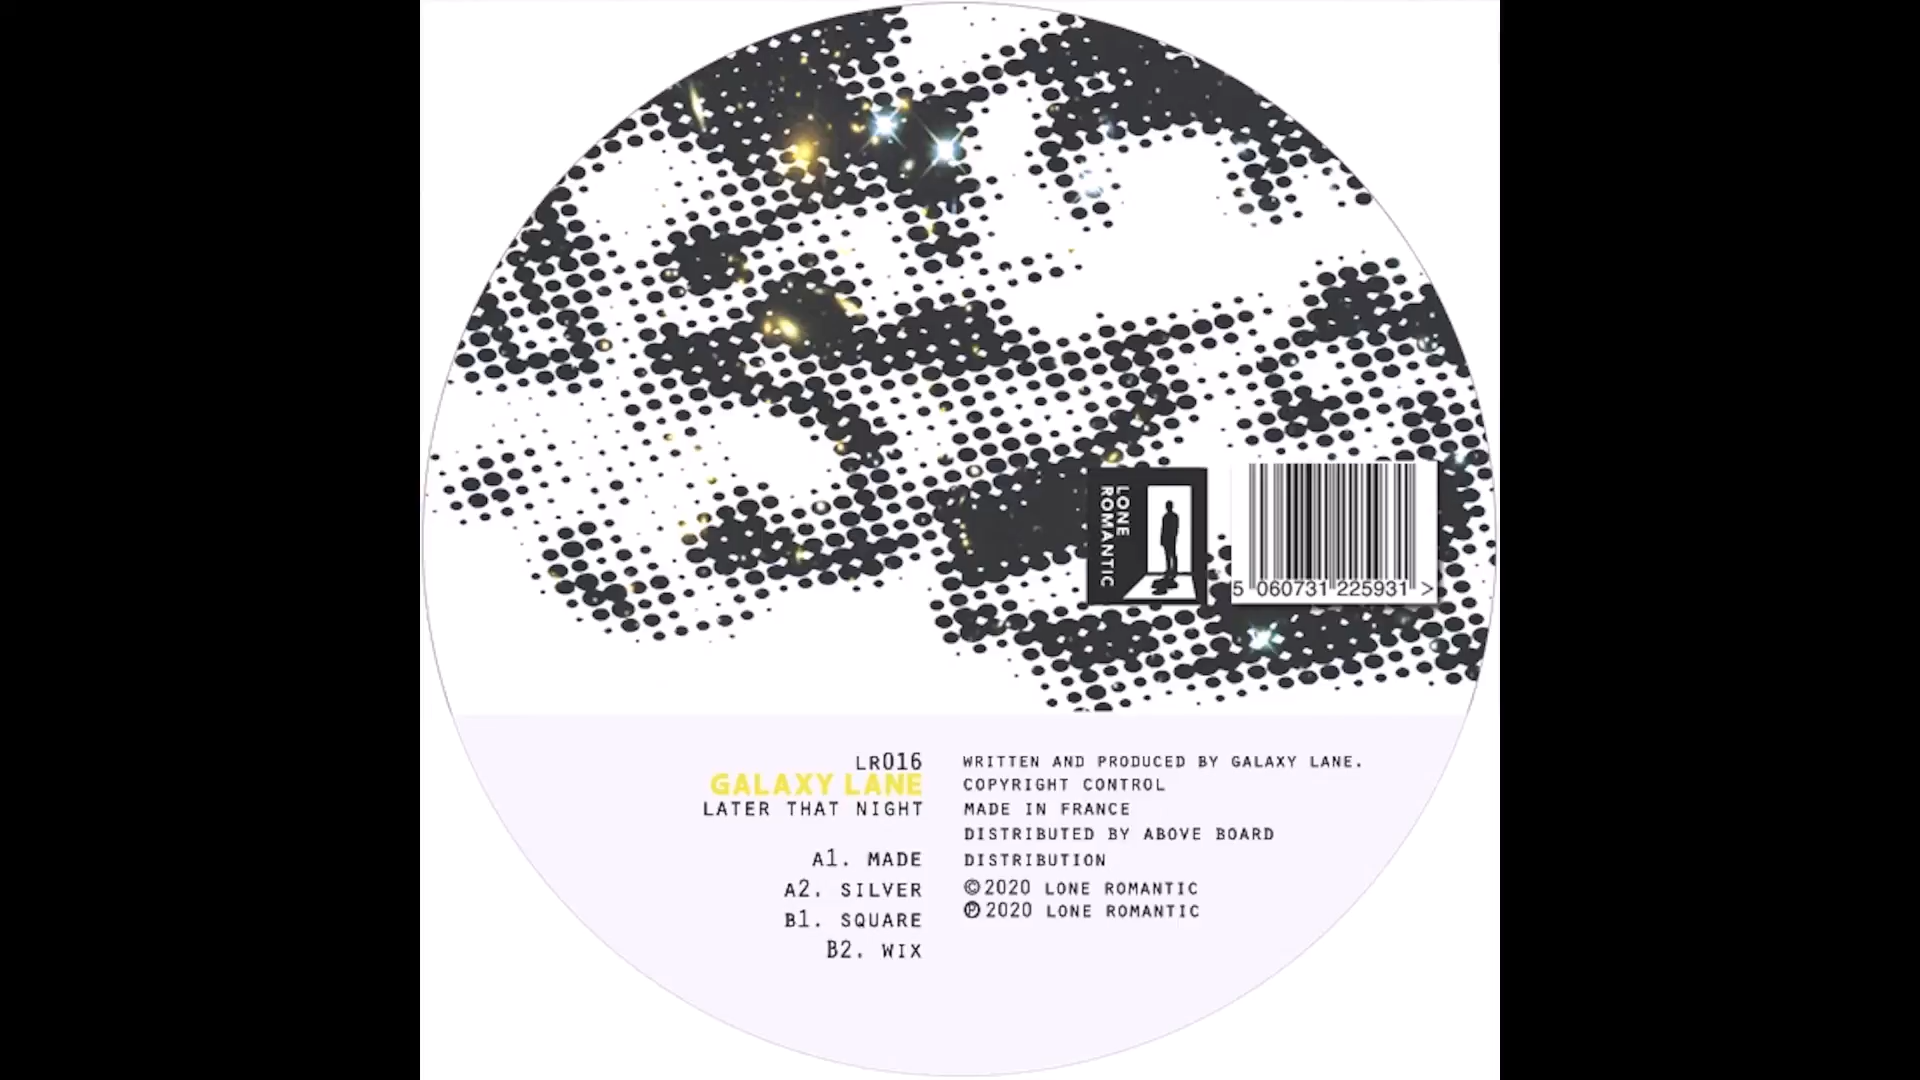 LONE
ROMANTIC
5 060731 225931 >
LR016
GALAXY LANE
LATER THAT NIGHT
A1. MADE
A2. SILVER
B1. SQUARE
B2. WIX
WRITTEN AND PRODUCED BY GALAXY LANE.
COPYRIGHT CONTROL
MADE IN FRANCE
DISTRIBUTED BY ABOVE BOARD
DISTRIBUTION
©2020 LONE ROMANTIC
℗2020 LONE ROMANTIC